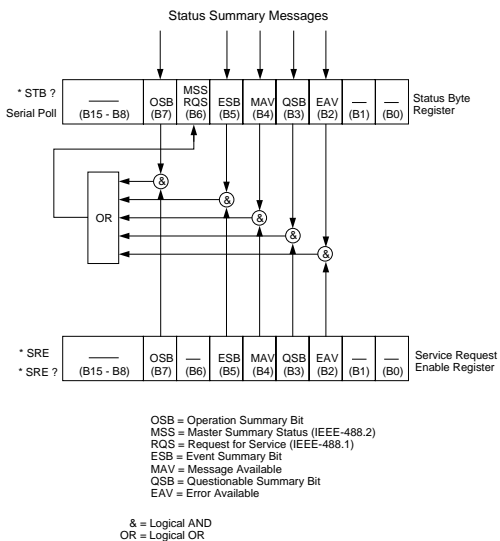 Status Summary Messages
* STB ?
Serial Poll
(B15 - B8)
OSB
(B7)
MSS
RQS
(B6)
ESB
(B5)
MAV
(B4)
QSB
(B3)
EAV
(B2)
(B1)
(B0)
Status Byte
Register
OR
&
&
&
&
&
* SRE
* SRE ?
(B15 - B8)
OSB
(B7)
(B6)
ESB
(B5)
MAV
(B4)
QSB
(B3)
EAV
(B2)
(B1)
(B0)
Service Request
Enable Register
OSB = Operation Summary Bit
MSS = Master Summary Status (IEEE-488.2)
RQS = Request for Service (IEEE-488.1)
ESB = Event Summary Bit
MAV = Message Available
QSB = Questionable Summary Bit
EAV = Error Available
& = Logical AND
OR = Logical OR